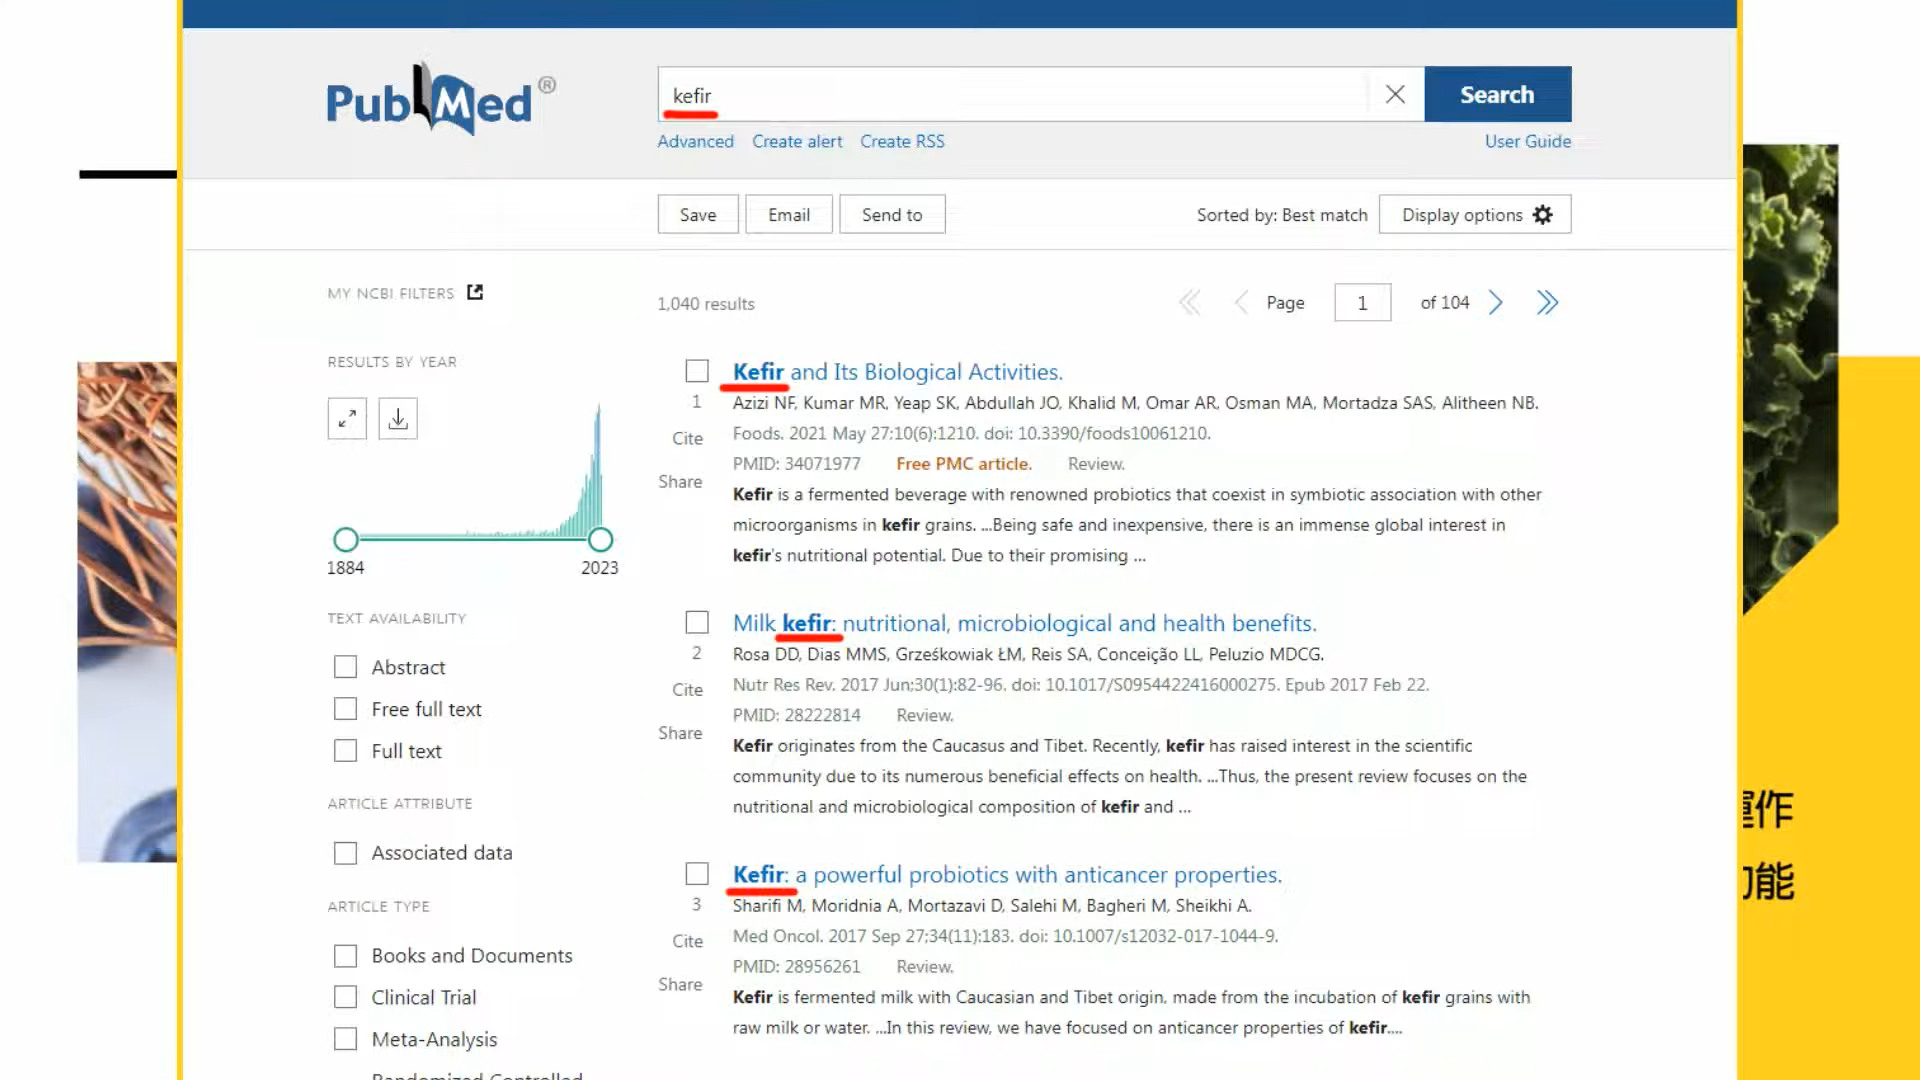 PubMed®
kefir
Search
Advanced Create alert Create RSS
User Guide
Save Email Send to
Sorted by: Best match Display options
MY NCBI FILTERS
1,040 results
Page 1 of 104
RESULTS BY YEAR
1884 2023
TEXT AVAILABILITY
Abstract
Free full text
Full text
ARTICLE ATTRIBUTE
Associated data
ARTICLE TYPE
Books and Documents
Clinical Trial
Meta-Analysis
Randomized Controlled
Kefir and Its Biological Activities.
1
Azizi NF, Kumar MR, Yeap SK, Abdullah JO, Khalid M, Omar AR, Osman MA, Mortadza SAS, Alitheen NB.
Cite
Foods. 2021 May 27;10(6):1210. doi: 10.3390/foods10061210.
PMID: 34071977 Free PMC article. Review.
Share
Kefir is a fermented beverage with renowned probiotics that coexist in symbiotic association with other
microorganisms in kefir grains. ...Being safe and inexpensive, there is an immense global interest in
kefir's nutritional potential. Due to their promising ...
Milk kefir: nutritional, microbiological and health benefits.
2
Rosa DD, Dias MMS, Grześkowiak ŁM, Reis SA, Conceição LL, Peluzio MDCG.
Cite
Nutr Res Rev. 2017 Jun;30(1):82-96. doi: 10.1017/S0954422416000275. Epub 2017 Feb 22.
PMID: 28222814 Review.
Share
Kefir originates from the Caucasus and Tibet. Recently, kefir has raised interest in the scientific
community due to its numerous beneficial effects on health. ...Thus, the present review focuses on the
nutritional and microbiological composition of kefir and ...
Kefir: a powerful probiotics with anticancer properties.
3
Sharifi M, Moridnia A, Mortazavi D, Salehi M, Bagheri M, Sheikhi A.
Cite
Med Oncol. 2017 Sep 27;34(11):183. doi: 10.1007/s12032-017-1044-9.
PMID: 28956261 Review.
Share
Kefir is fermented milk with Caucasian and Tibet origin, made from the incubation of kefir grains with
raw milk or water. ...In this review, we have focused on anticancer properties of kefir....
作
能